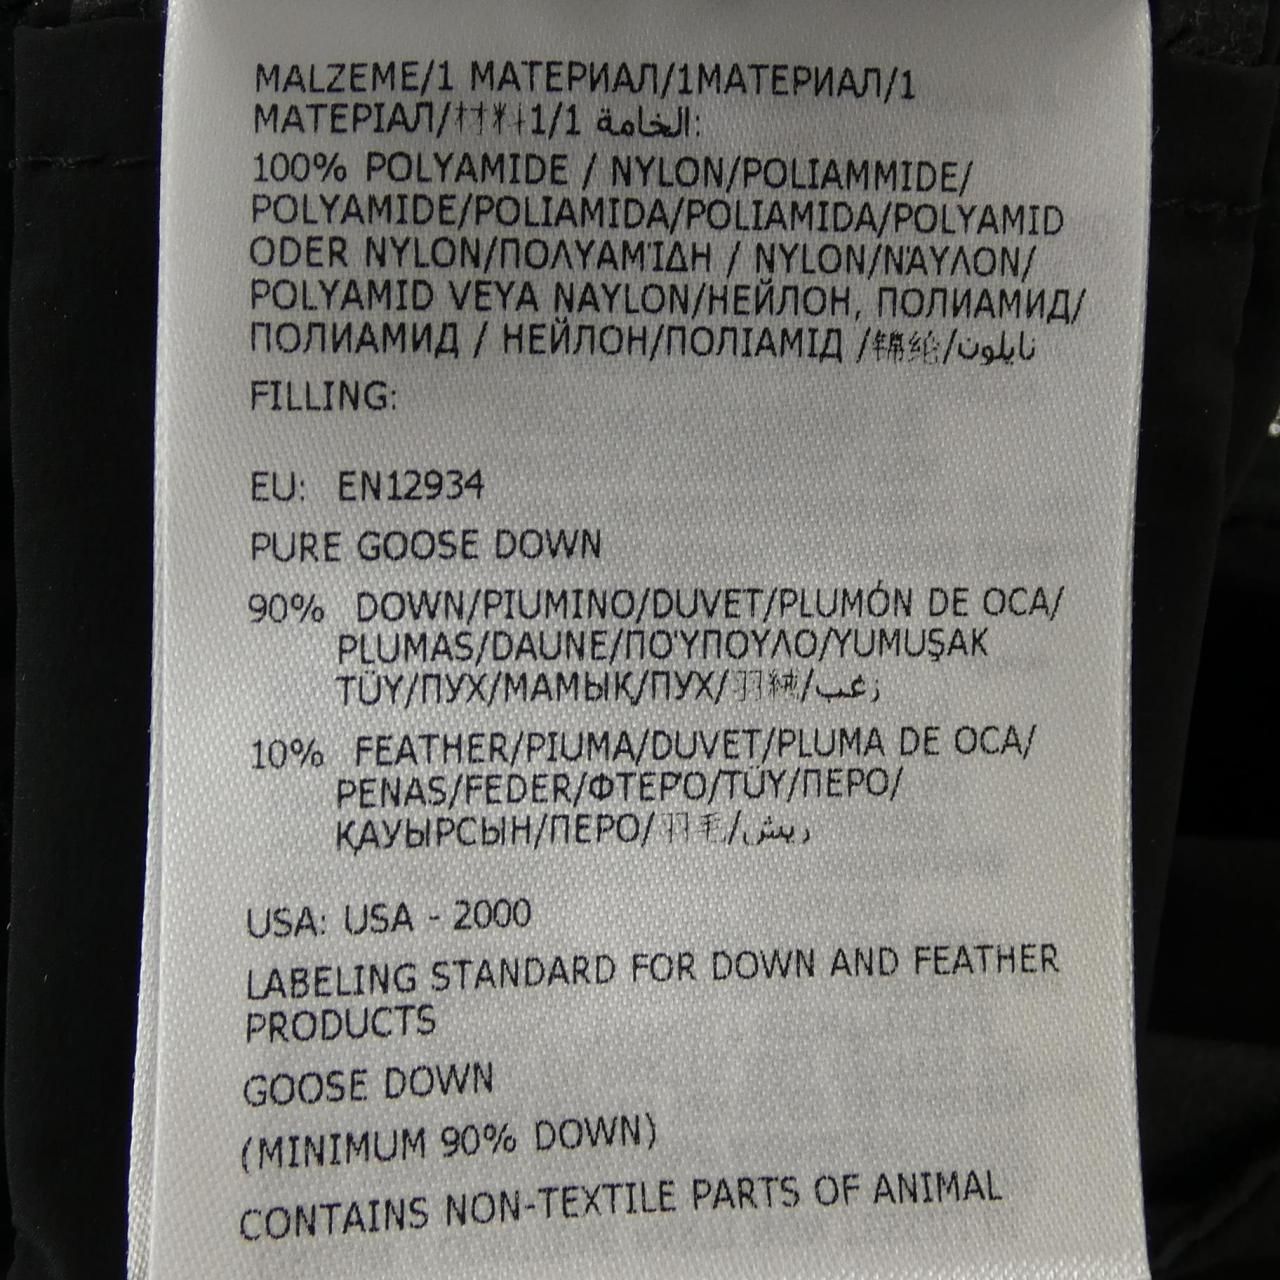 MALZEME/1 МАТЕРИАЛ/1МАТЕРИАЛ/1
МАТЕРІАЛ/1/1 الخامة:
100% POLYAMIDE / NYLON/POLIAMMIDE/
POLYAMIDE/POLIAMIDA/POLIAMIDA/POLYAMID
ODER NYLON/ΠΟΛΥΑΜΊΔΗ / NYLON/ΝΆΥΛΟΝ/
POLYAMID VEYA NAYLON/НЕЙЛОН, ПОЛИАМИД/
ПОЛИАМИД / НЕЙЛОН/ПОЛІАМІД /锦纶/نايلون
FILLING:
EU: EN12934
PURE GOOSE DOWN
90% DOWN/PIUMINO/DUVET/PLUMÓN DE OCA/
PLUMAS/DAUNE/ΠΟΎΠΟΥΛΟ/YUMUŞAK
TÜY/ПУХ/МАМЫҚ/ПУХ/羽绒/زغب
10% FEATHER/PIUMA/DUVET/PLUMA DE OCA/
PENAS/FEDER/ΦΤΕΡΌ/TÜY/ПЕРО/
ҚАУЫРСЫН/ПЕРО/羽毛/ريش
USA: USA - 2000
LABELING STANDARD FOR DOWN AND FEATHER
PRODUCTS
GOOSE DOWN
(MINIMUM 90% DOWN)
CONTAINS NON-TEXTILE PARTS OF ANIMAL